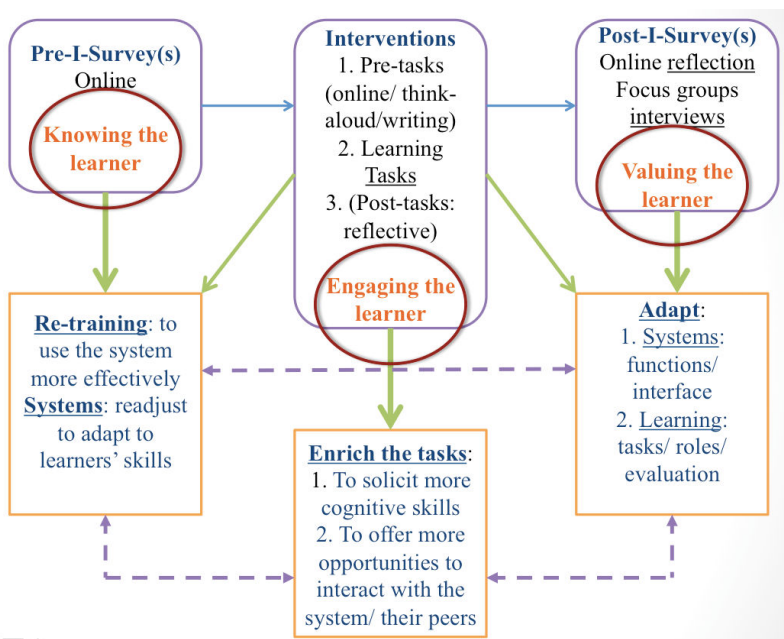 Pre-I-Survey(s)
Online
Knowing the
learner
Interventions
1. Pre-tasks
(online/ think-
aloud/writing)
2. Learning
Tasks
3. (Post-tasks:
reflective)
Engaging the
learner
Post-I-Survey(s)
Online reflection
Focus groups
interviews
Valuing the
learner
Re-training: to
use the system
more effectively
Systems: readjust
to adapt to
learners’ skills
Enrich the tasks:
1. To solicit more
cognitive skills
2. To offer more
opportunities to
interact with the
system/ their peers
Adapt:
1. Systems:
functions/
interface
2. Learning:
tasks/ roles/
evaluation